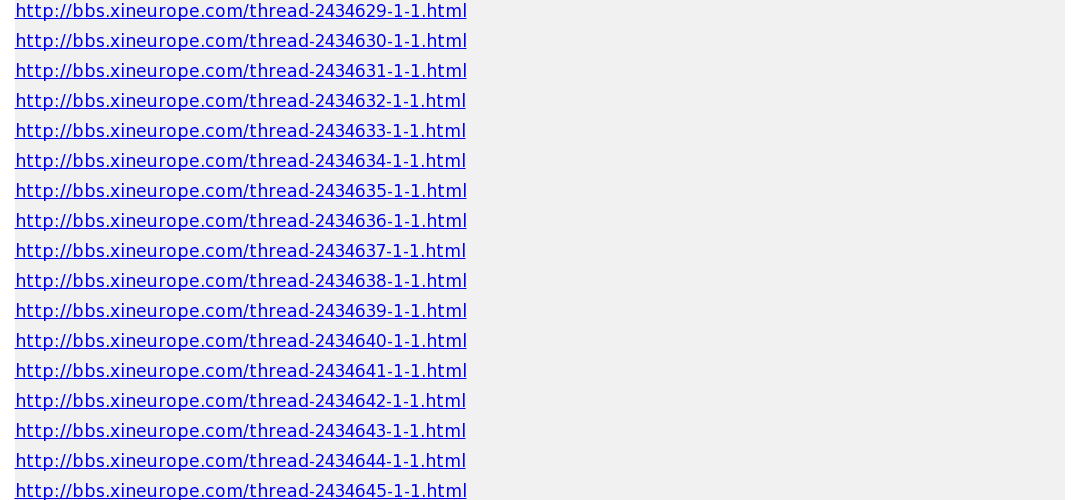 http://bbs.xineurope.com/thread-2434629-1-1.html
http://bbs.xineurope.com/thread-2434630-1-1.html
http://bbs.xineurope.com/thread-2434631-1-1.html
http://bbs.xineurope.com/thread-2434632-1-1.html
http://bbs.xineurope.com/thread-2434633-1-1.html
http://bbs.xineurope.com/thread-2434634-1-1.html
http://bbs.xineurope.com/thread-2434635-1-1.html
http://bbs.xineurope.com/thread-2434636-1-1.html
http://bbs.xineurope.com/thread-2434637-1-1.html
http://bbs.xineurope.com/thread-2434638-1-1.html
http://bbs.xineurope.com/thread-2434639-1-1.html
http://bbs.xineurope.com/thread-2434640-1-1.html
http://bbs.xineurope.com/thread-2434641-1-1.html
http://bbs.xineurope.com/thread-2434642-1-1.html
http://bbs.xineurope.com/thread-2434643-1-1.html
http://bbs.xineurope.com/thread-2434644-1-1.html
http://bbs.xineurope.com/thread-2434645-1-1.html